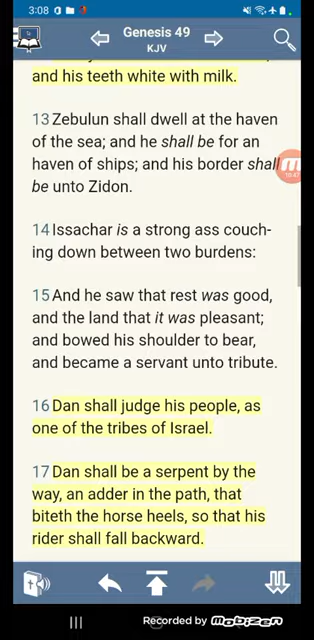 3:08
Genesis 49
KJV
and his teeth white with milk.
13 Zebulun shall dwell at the haven
of the sea; and he shall be for an
haven of ships; and his border shall
be unto Zidon.
14 Issachar is a strong ass couch-
ing down between two burdens:
15 And he saw that rest was good,
and the land that it was pleasant;
and bowed his shoulder to bear,
and became a servant unto tribute.
16 Dan shall judge his people, as
one of the tribes of Israel.
17 Dan shall be a serpent by the
way, an adder in the path, that
biteth the horse heels, so that his
rider shall fall backward.
Recorded by Mobizen